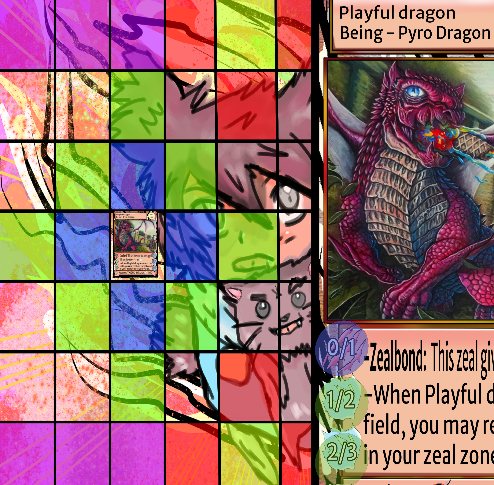 Playful dragon
Being – Pyro Dragon
0/1
-Zealbond: This zeal giv
1/2
-When Playful d
field, you may re
2/3
in your zeal zone